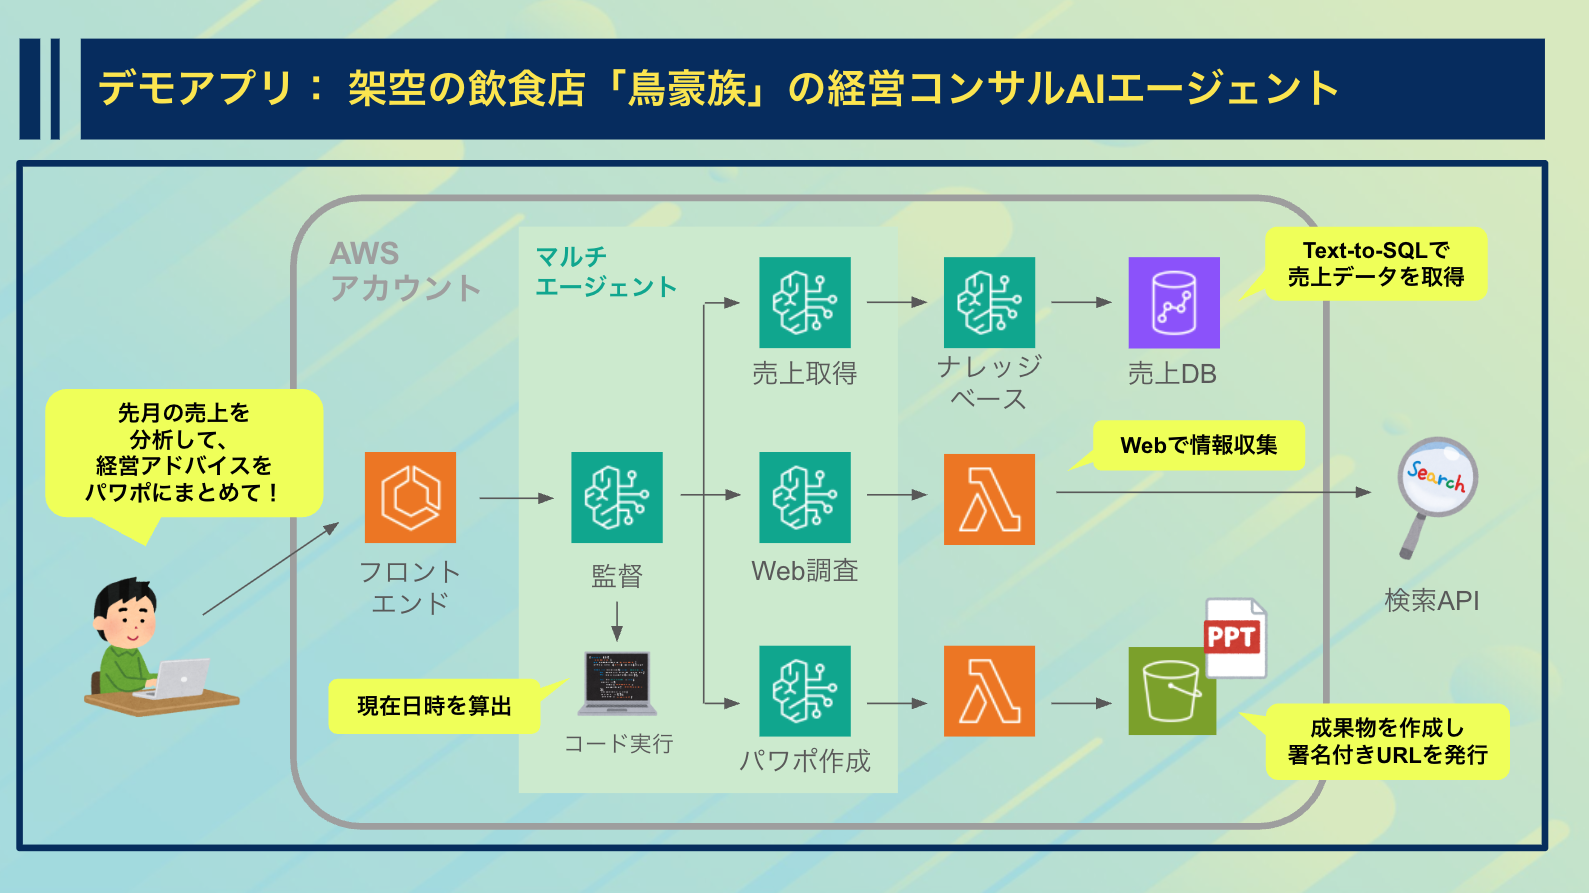 デモアプリ： 架空の飲食店「鳥豪族」の経営コンサルAIエージェント
AWS
アカウント
マルチ
エージェント
Text-to-SQLで
売上データを取得
売上取得
ナレッジ
ベース
売上DB
先月の売上を
分析して、
経営アドバイスを
パワポにまとめて！
Webで情報収集
Search
フロント
エンド
監督
Web調査
検索API
PPT
現在日時を算出
コード実行
パワポ作成
成果物を作成し
署名付きURLを発行